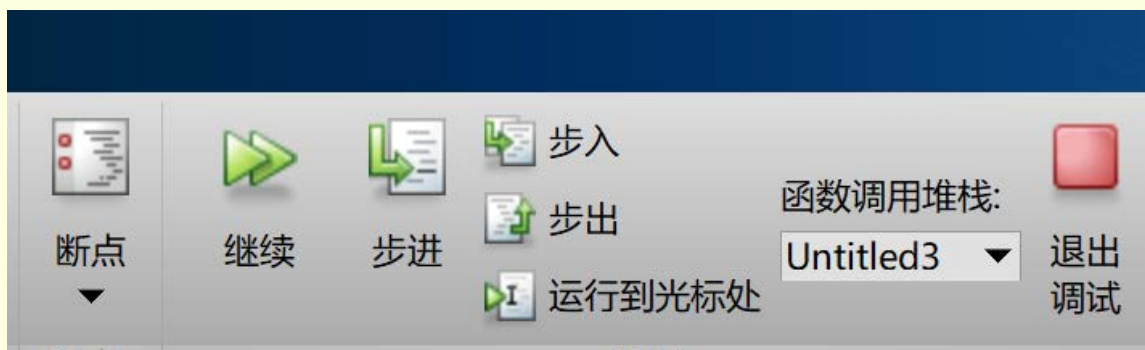 断点
继续
步进
步入
步出
运行到光标处
函数调用堆栈:
Untitled3
退出
调试